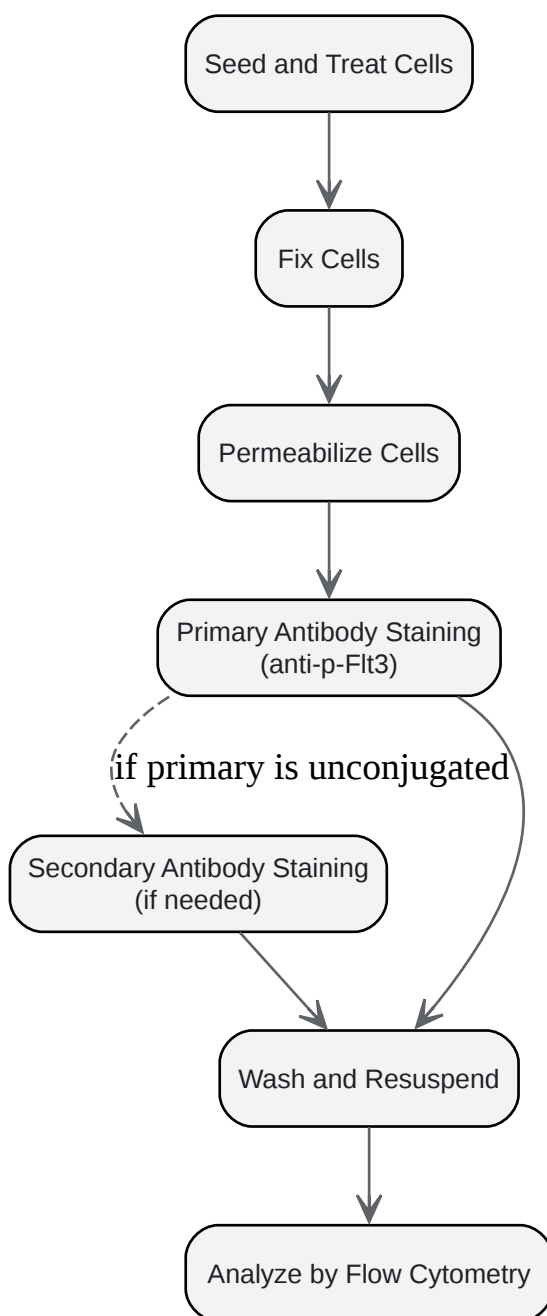 Seed and Treat Cells
Fix Cells
Permeabilize Cells
Primary Antibody Staining
(anti-p-Flt3)
if primary is unconjugated
Secondary Antibody Staining
(if needed)
Wash and Resuspend
Analyze by Flow Cytometry